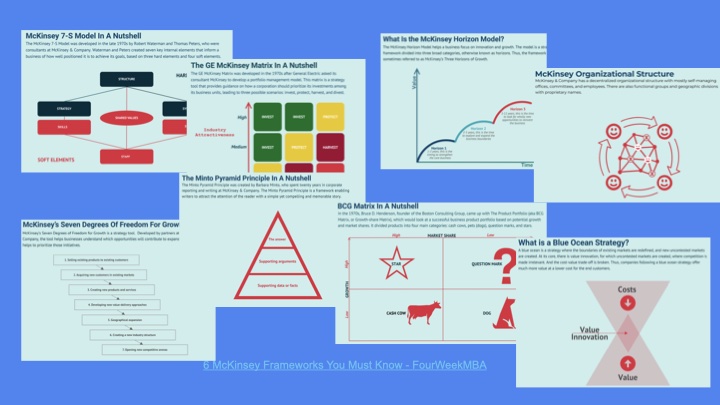 McKinsey 7-S Model In A Nutshell
The McKinsey 7-S Model was developed in the late 1970s by Robert Waterman and Thomas Peters, who were
consultants at McKinsey & Company. Waterman and Peters created seven key internal elements that inform a
business of how well positioned it is to achieve its goals, based on three hard elements and four soft elements.
STRUCTURE
HAR
STRATEGY
SHARED VALUES
SKILLS
STAFF
SOFT ELEMENTS
The GE McKinsey Matrix In A Nutshell
The GE McKinsey Matrix was developed in the 1970s after General Electric asked its
consultant McKinsey to develop a portfolio management model. This matrix is a strategy
tool that provides guidance on how a corporation should prioritize its investments among
its business units, leading to three possible scenarios: invest, protect, harvest, and divest.
Industry
Attractiveness
High
INVEST
INVEST
PROTECT
Medium
INVEST
PROTECT
HARVEST
What Is the McKinsey Horizon Model?
The McKinsey Horizon Model helps a business focus on innovation and growth. The model is a
framework divided into three broad categories, otherwise known as horizons. Thus, the framework is
sometimes referred to as McKinsey's Three Horizons of Growth.
Value
Horizon 1
Horizon 2
Horizon 3
Time
McKinsey Organizational Structure
McKinsey & Company has a decentralized organizational structure with mostly self-managing
offices, committees, and employees. There are also functional groups and geographic divisions
with proprietary names.
The Minto Pyramid Principle In A Nutshell
The Minto Pyramid Principle was created by Barbara Minto, who spent twenty years in corporate
reporting and writing at McKinsey & Company. The Minto Pyramid Principle is a framework enabling
writers to attract the attention of the reader with a simple yet compelling and memorable story.
The answer
Supporting arguments
Supporting data or facts
McKinsey's Seven Degrees Of Freedom For Grow
McKinsey's Seven Degrees of Freedom for Growth is a strategy tool. Developed by partners at
Company, the tool helps businesses understand which opportunities will contribute to expans
helps to prioritize those initiatives.
1. Selling existing products to existing customers
2. Acquiring new customers in existing markets
3. Creating new products and services
4. Developing new value delivery approaches
5. Geographical expansion
6. Creating a new industry structure
7. Opening new competitive arenas
BCG Matrix In A Nutshell
In the 1970s, Bruce D. Henderson, founder of the Boston Consulting Group, came up with The Product Portfolio (aka BCG
Matrix, or Growth-share Matrix), which would look at a successful business product portfolio based on potential growth
and market shares. It divided products into four main categories: cash cows, pets (dogs), question marks, and stars.
MARKET SHARE
High
Low
GROWTH
High
Low
STAR
QUESTION MARK
CASH COW
DOG
What is a Blue Ocean Strategy?
A blue ocean is a strategy where the boundaries of existing markets are redefined, and new uncontested markets
are created. At its core, there is value innovation, for which uncontested markets are created, where competition is
made irrelevant. And the cost-value trade-off is broken. Thus, companies following a blue ocean strategy offer
much more value at a lower cost for the end customers.
Costs
Value
Innovation
Value
6 McKinsey Frameworks You Must Know - FourWeekMBA